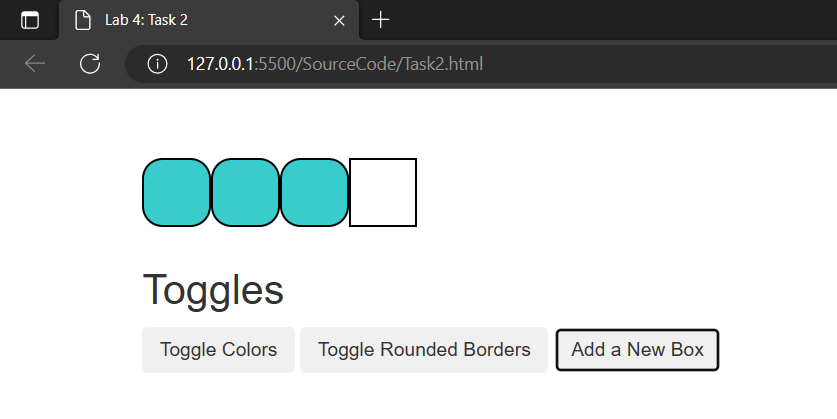 Lab 4: Task 2
127.0.0.1:5500/SourceCode/Task2.html
Toggles
Toggle Colors Toggle Rounded Borders Add a New Box